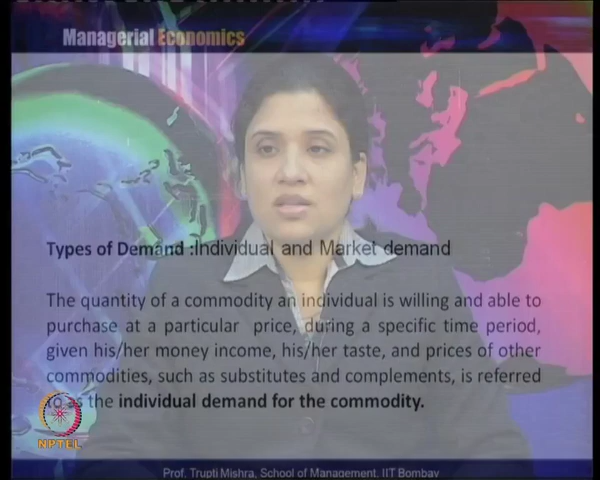 Managerial Economics
Types of Demand :Individual and Market demand
The quantity of a commodity an individual is willing and able to
purchase at a particular price, during a specific time period,
given his/her money income, his/her taste, and prices of other
commodities, such as substitutes and complements, is referred
to as the individual demand for the commodity.
NPTEL
Prof. Trupti Mishra, School of Management, IIT Bombay